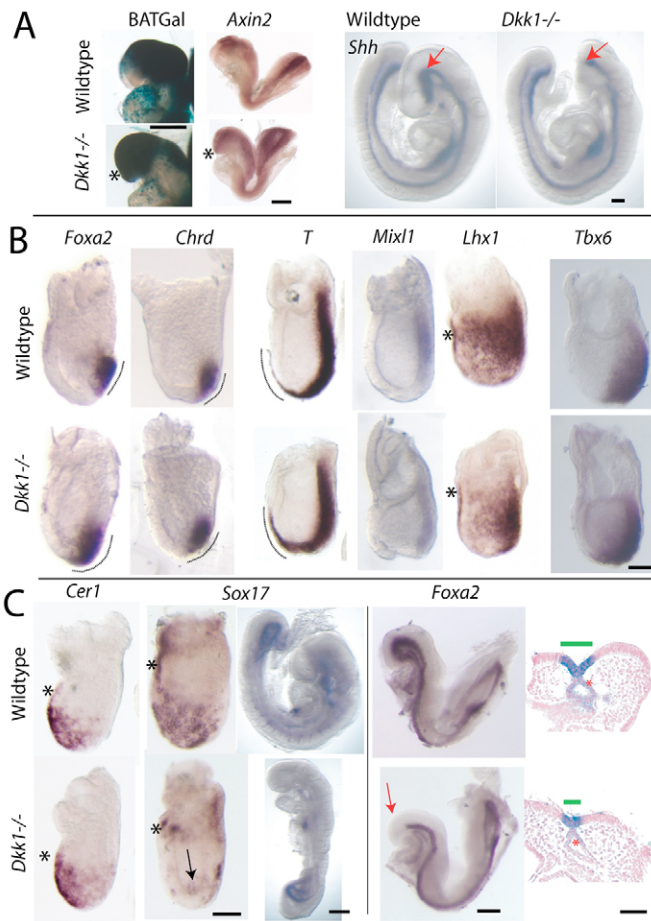 A
BATGal
Axin2
Wildtype
Dkk1-/-
Shh
Wildtype
*
Dkk1-/-
*
B
Foxa2
Chrd
T
Mixl1
Lhx1
Tbx6
Wildtype
*
Dkk1-/-
*
C
Cer1
Sox17
Foxa2
Wildtype
*
*
*
Dkk1-/-
*
*
*